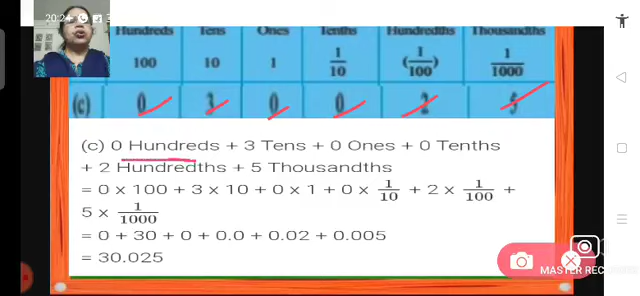 20:24
Hundreds Tens Ones Tenths Hundredths Thousandths
100 10 1 1/10 (1/100) 1/1000
(c) 0 3 0 0 2 5
(c) 0 Hundreds + 3 Tens + 0 Ones + 0 Tenths
+ 2 Hundredths + 5 Thousandths
= 0 x 100 + 3 x 10 + 0 x 1 + 0 x 1/10 + 2 x 1/100 +
5 x 1/1000
= 0 + 30 + 0 + 0.0 + 0.02 + 0.005
= 30.025
MASTER